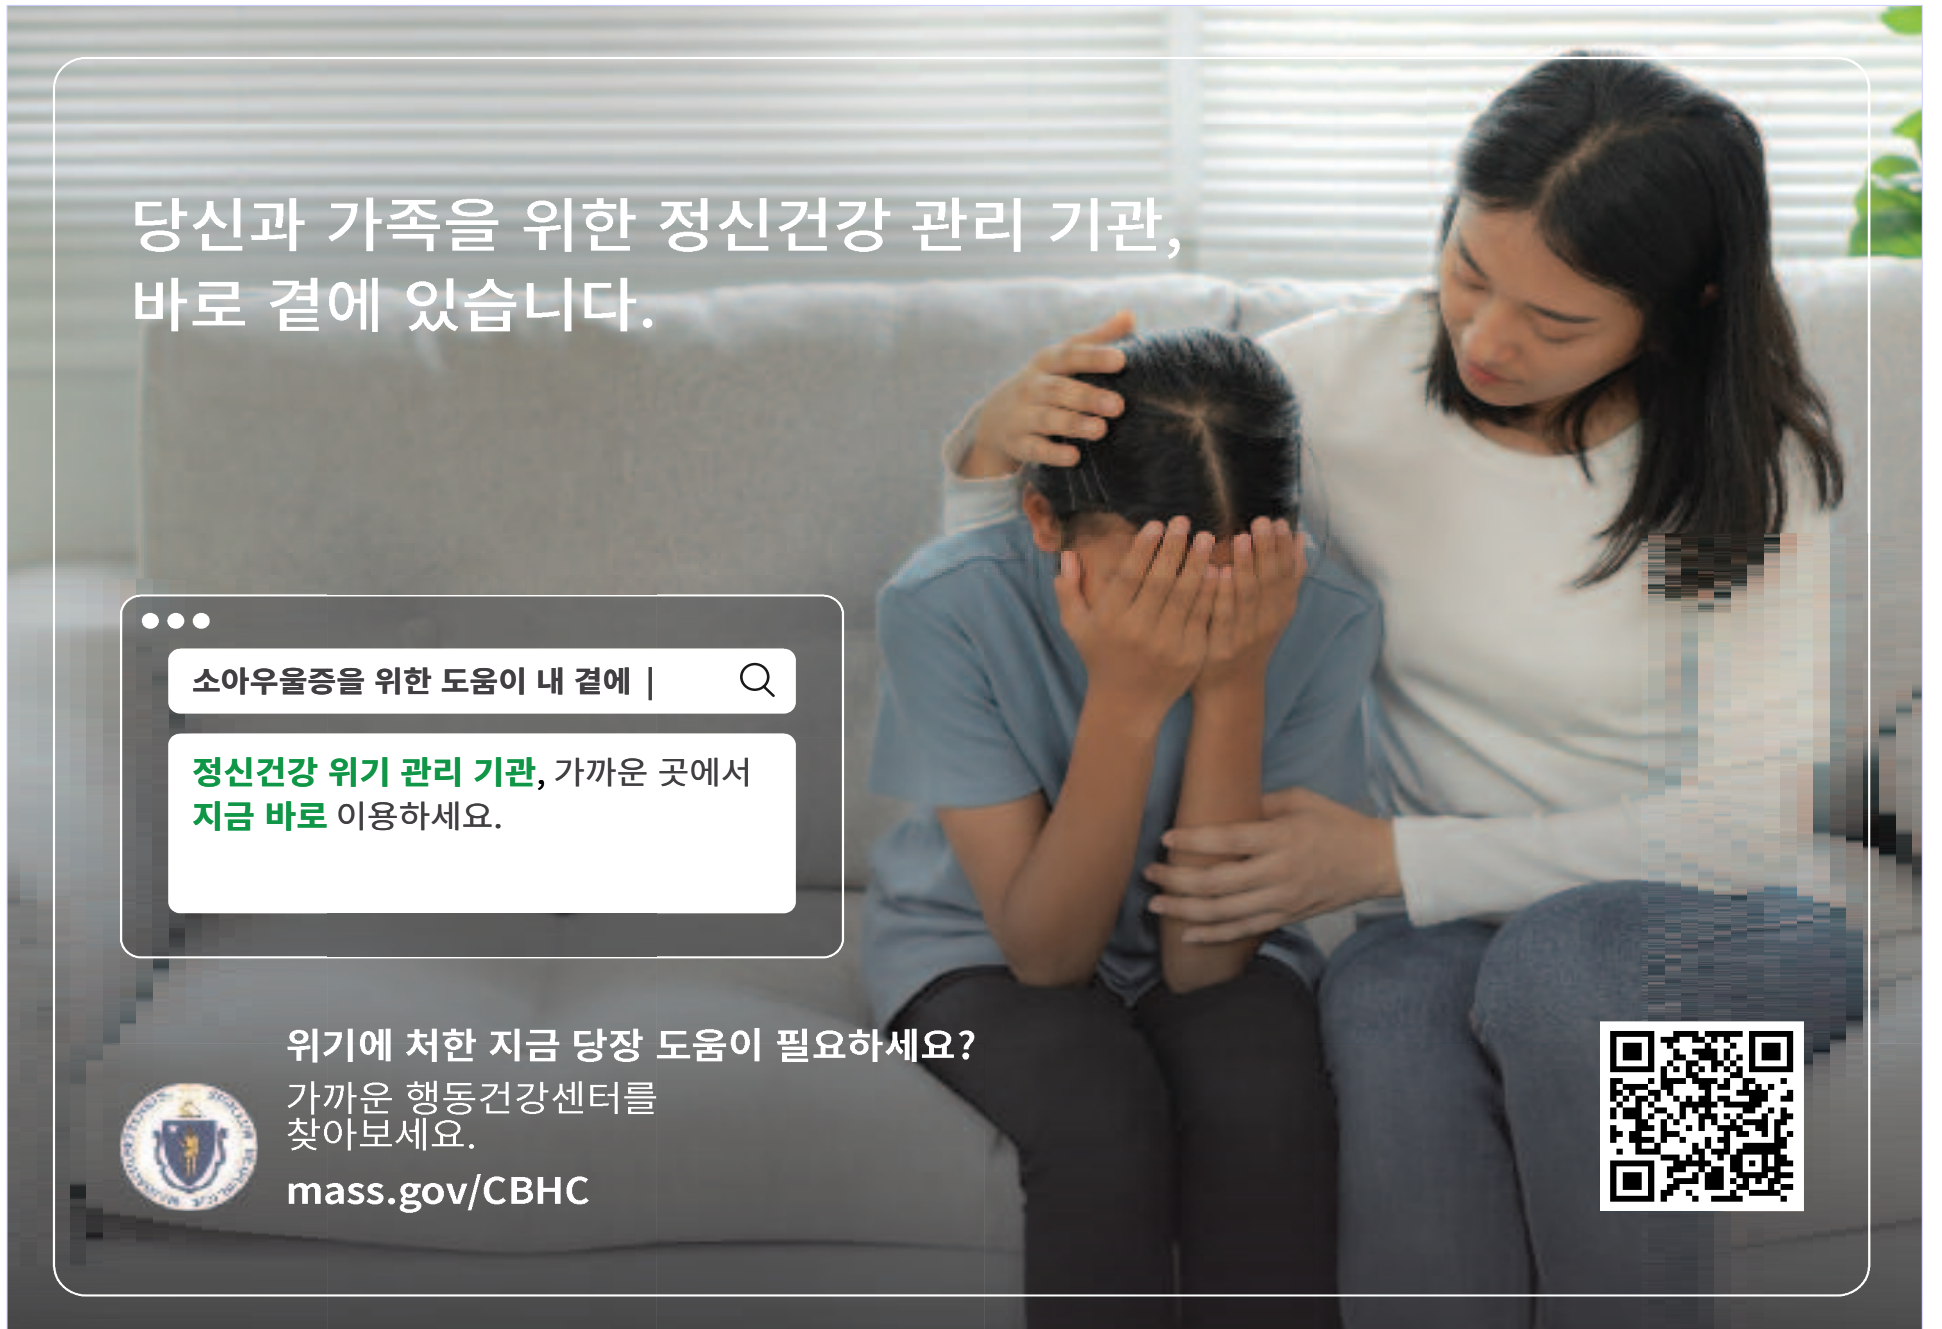 당신과 가족을 위한 정신건강 관리 기관,
바로 곁에 있습니다.
소아우울증을 위한 도움이 내 곁에 |
정신건강 위기 관리 기관, 가까운 곳에서
지금 바로 이용하세요.
위기에 처한 지금 당장 도움이 필요하세요?
가까운 행동건강센터를
찾아보세요.
mass.gov/CBHC